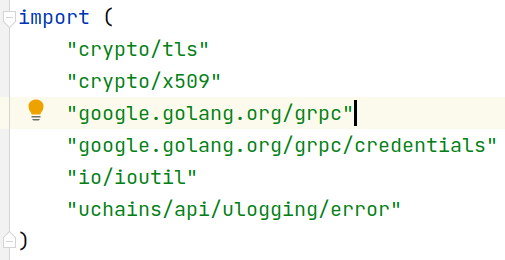 import (
"crypto/tls"
"crypto/x509"
"google.golang.org/grpc"
"google.golang.org/grpc/credentials"
"io/ioutil"
"uchains/api/ulogging/error"
)